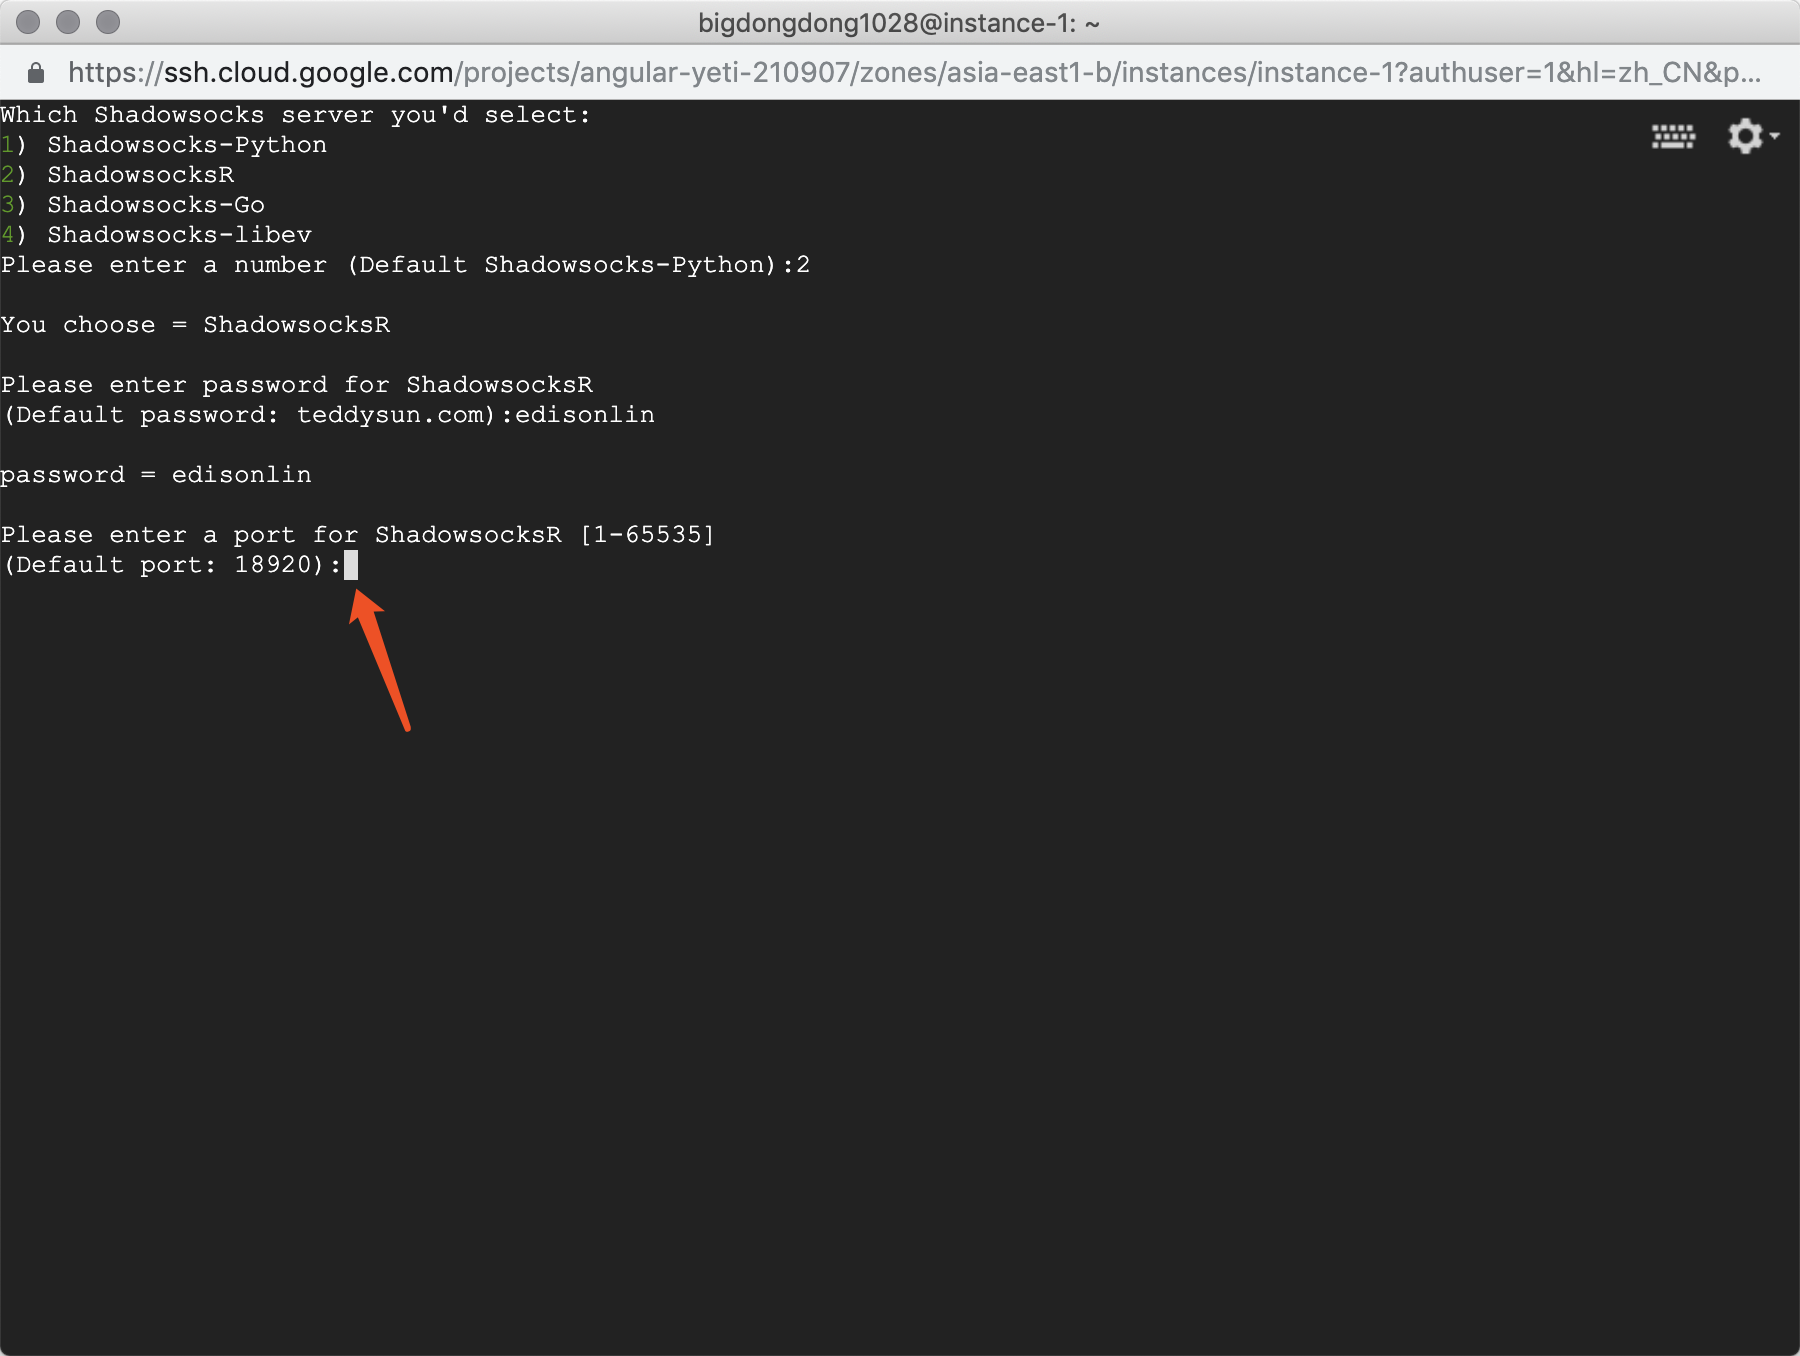 bigdongdong1028@instance-1: ~
https://ssh.cloud.google.com/projects/angular-yeti-210907/zones/asia-east1-b/instances/instance-1?authuser=1&hl=zh_CN&p...
Which Shadowsocks server you'd select:
1) Shadowsocks-Python
2) ShadowsocksR
3) Shadowsocks-Go
4) Shadowsocks-libev
Please enter a number (Default Shadowsocks-Python):2
You choose = ShadowsocksR
Please enter password for ShadowsocksR
(Default password: teddysun.com):edisonlin
password = edisonlin
Please enter a port for ShadowsocksR [1-65535]
(Default port: 18920):